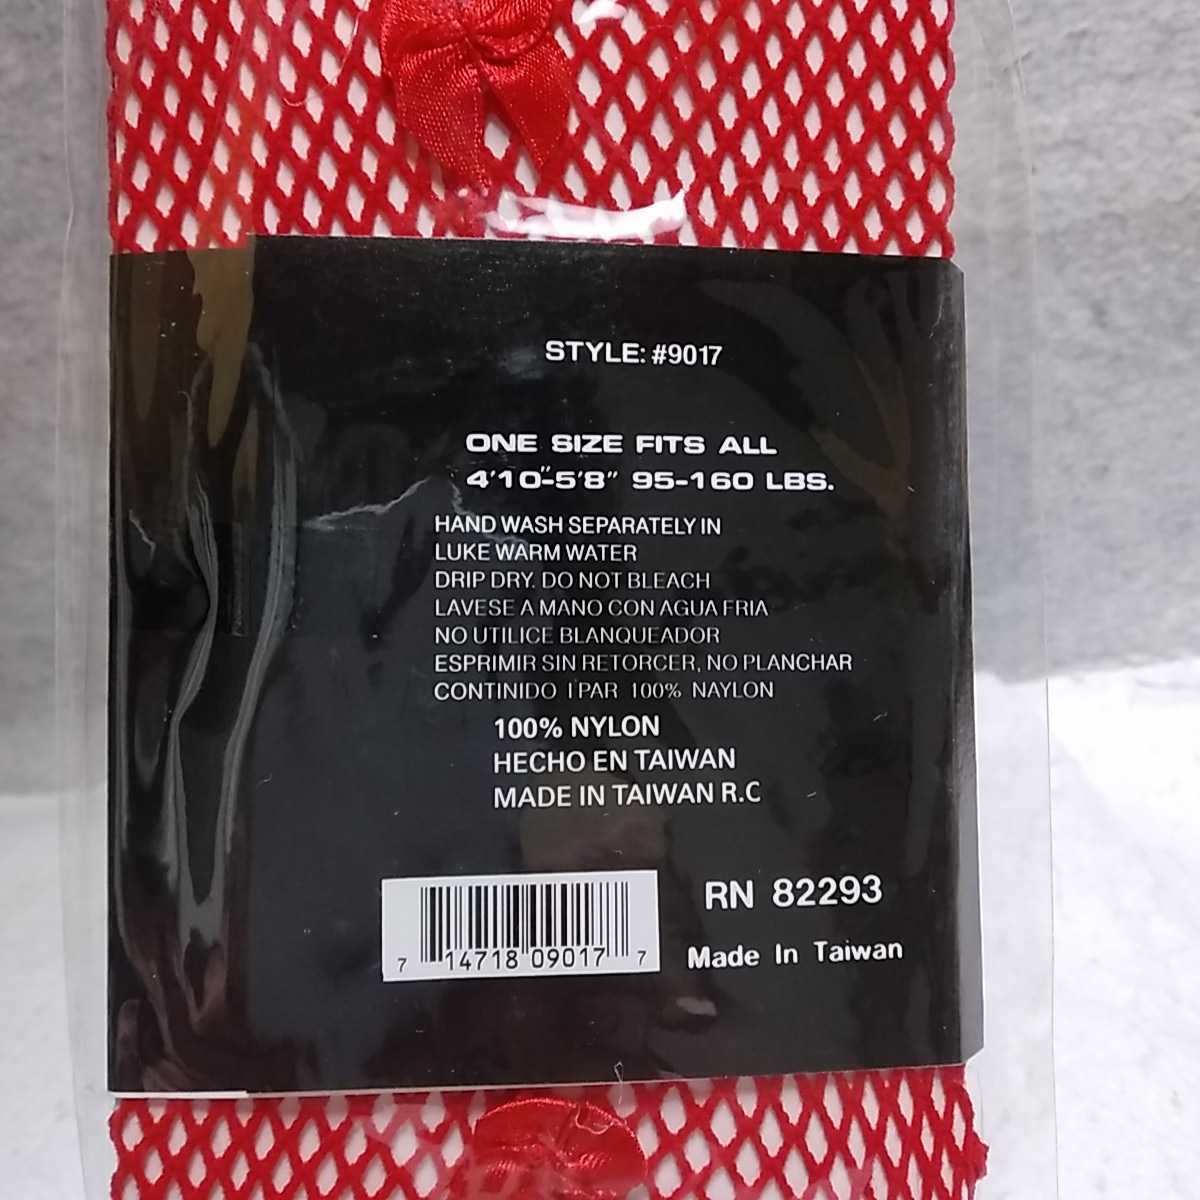 STYLE: #9017
ONE SIZE FITS ALL
4'10"-5'8" 95-160 LBS.
HAND WASH SEPARATELY IN
LUKE WARM WATER
DRIP DRY. DO NOT BLEACH
LAVESE A MANO CON AGUA FRIA
NO UTILICE BLANQUEADOR
ESPRIMIR SIN RETORCER, NO PLANCHAR
CONTINIDO 1 PAR 100% NAYLON
100% NYLON
HECHO EN TAIWAN
MADE IN TAIWAN R.C
RN 82293
Made In Taiwan
7 14718 09017 7